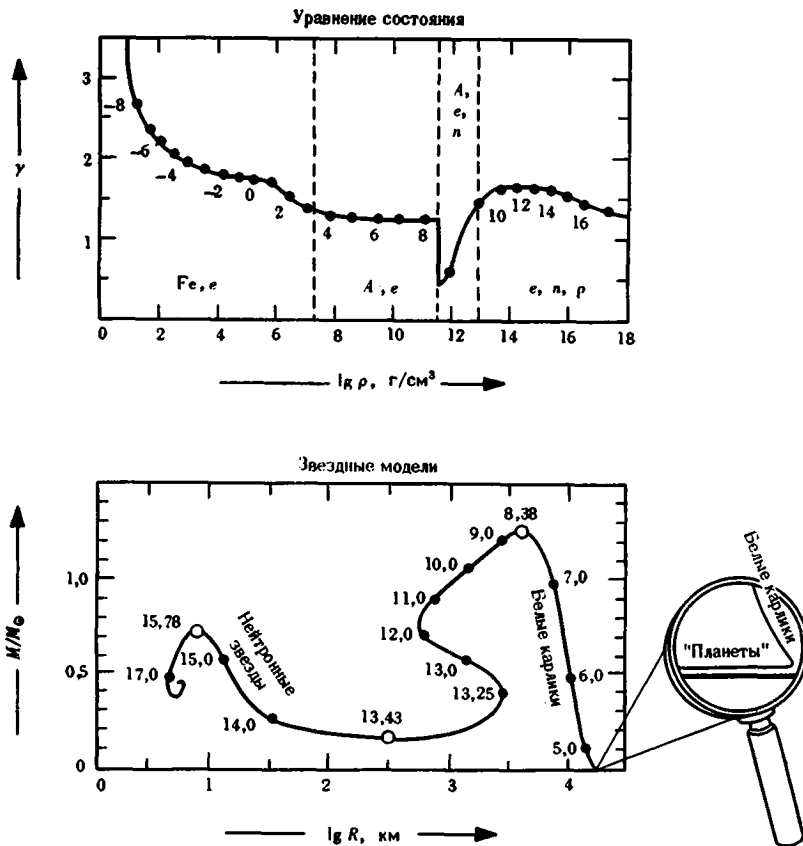 Уравнение состояния
γ
3
2
1
-8
-6
-4
-2
0
2
4
6
8
10
12
14
16
A,
e,
n
Fe, e
A, e
e, n, p
0 2 4 6 8 10 12 14 16 18
lg ρ, г/см³
Звездные модели
M/M⊙
1,0
0,5
0
15,78
17,0
15,0
14,0
Нейтронные
звезды
13,43
13,25
13,0
12,0
11,0
10,0
9,0
8,38
7,0
6,0
5,0
Белые карлики
0 1 2 3 4
lg R, км
Белые
карлики
"Планеты"